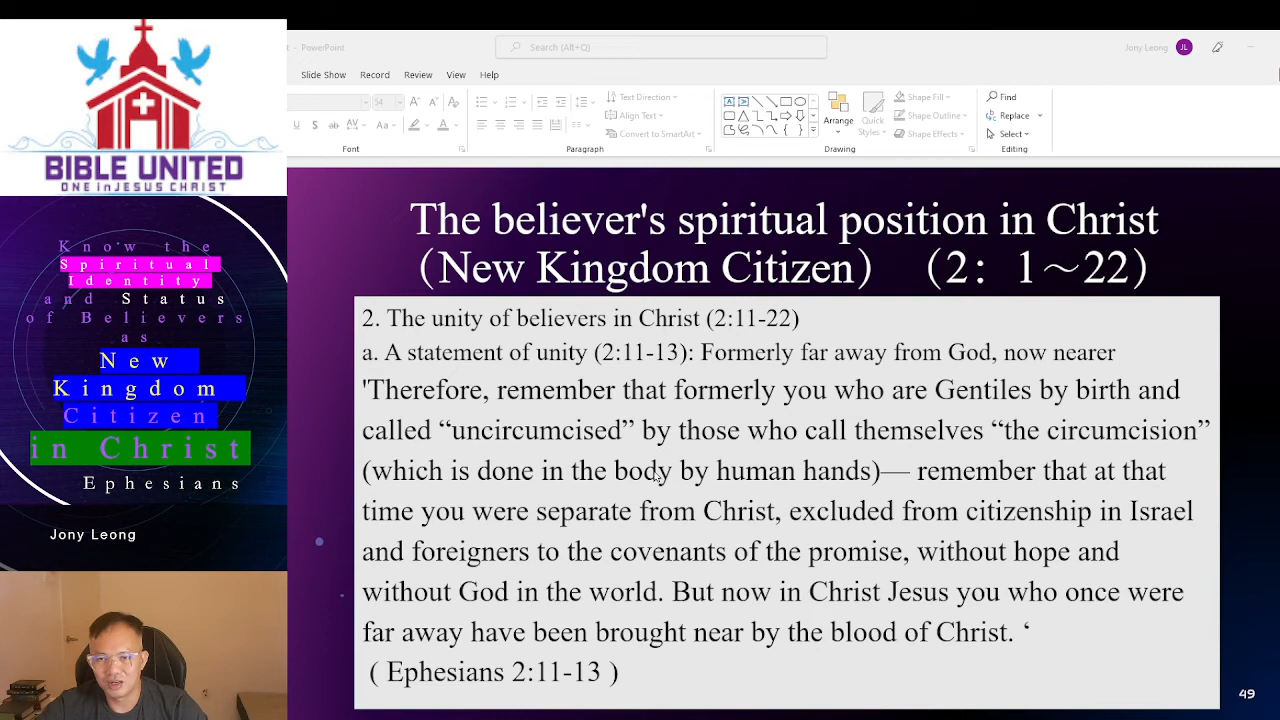 BIBLE UNITED
ONE in JESUS CHRIST
Know the
Spiritual
Identity
and Status
of Believers
as
New
Kingdom
Citizen
in Christ
Ephesians
Jony Leong
- PowerPoint
Search (Alt+Q)
Jony Leong
JL
Slide Show Record Review View Help
34
Text Direction
Align Text
Convert to SmartArt
Arrange
Quick
Styles
Shape Fill
Shape Outline
Shape Effects
Find
Replace
Select
Font
Paragraph
Drawing
Editing
The believer's spiritual position in Christ
(New Kingdom Citizen) (2: 1~22)
2. The unity of believers in Christ (2:11-22)
a. A statement of unity (2:11-13): Formerly far away from God, now nearer
'Therefore, remember that formerly you who are Gentiles by birth and
called “uncircumcised” by those who call themselves “the circumcision”
(which is done in the body by human hands)— remember that at that
time you were separate from Christ, excluded from citizenship in Israel
and foreigners to the covenants of the promise, without hope and
without God in the world. But now in Christ Jesus you who once were
far away have been brought near by the blood of Christ. ‘
( Ephesians 2:11-13 )
49